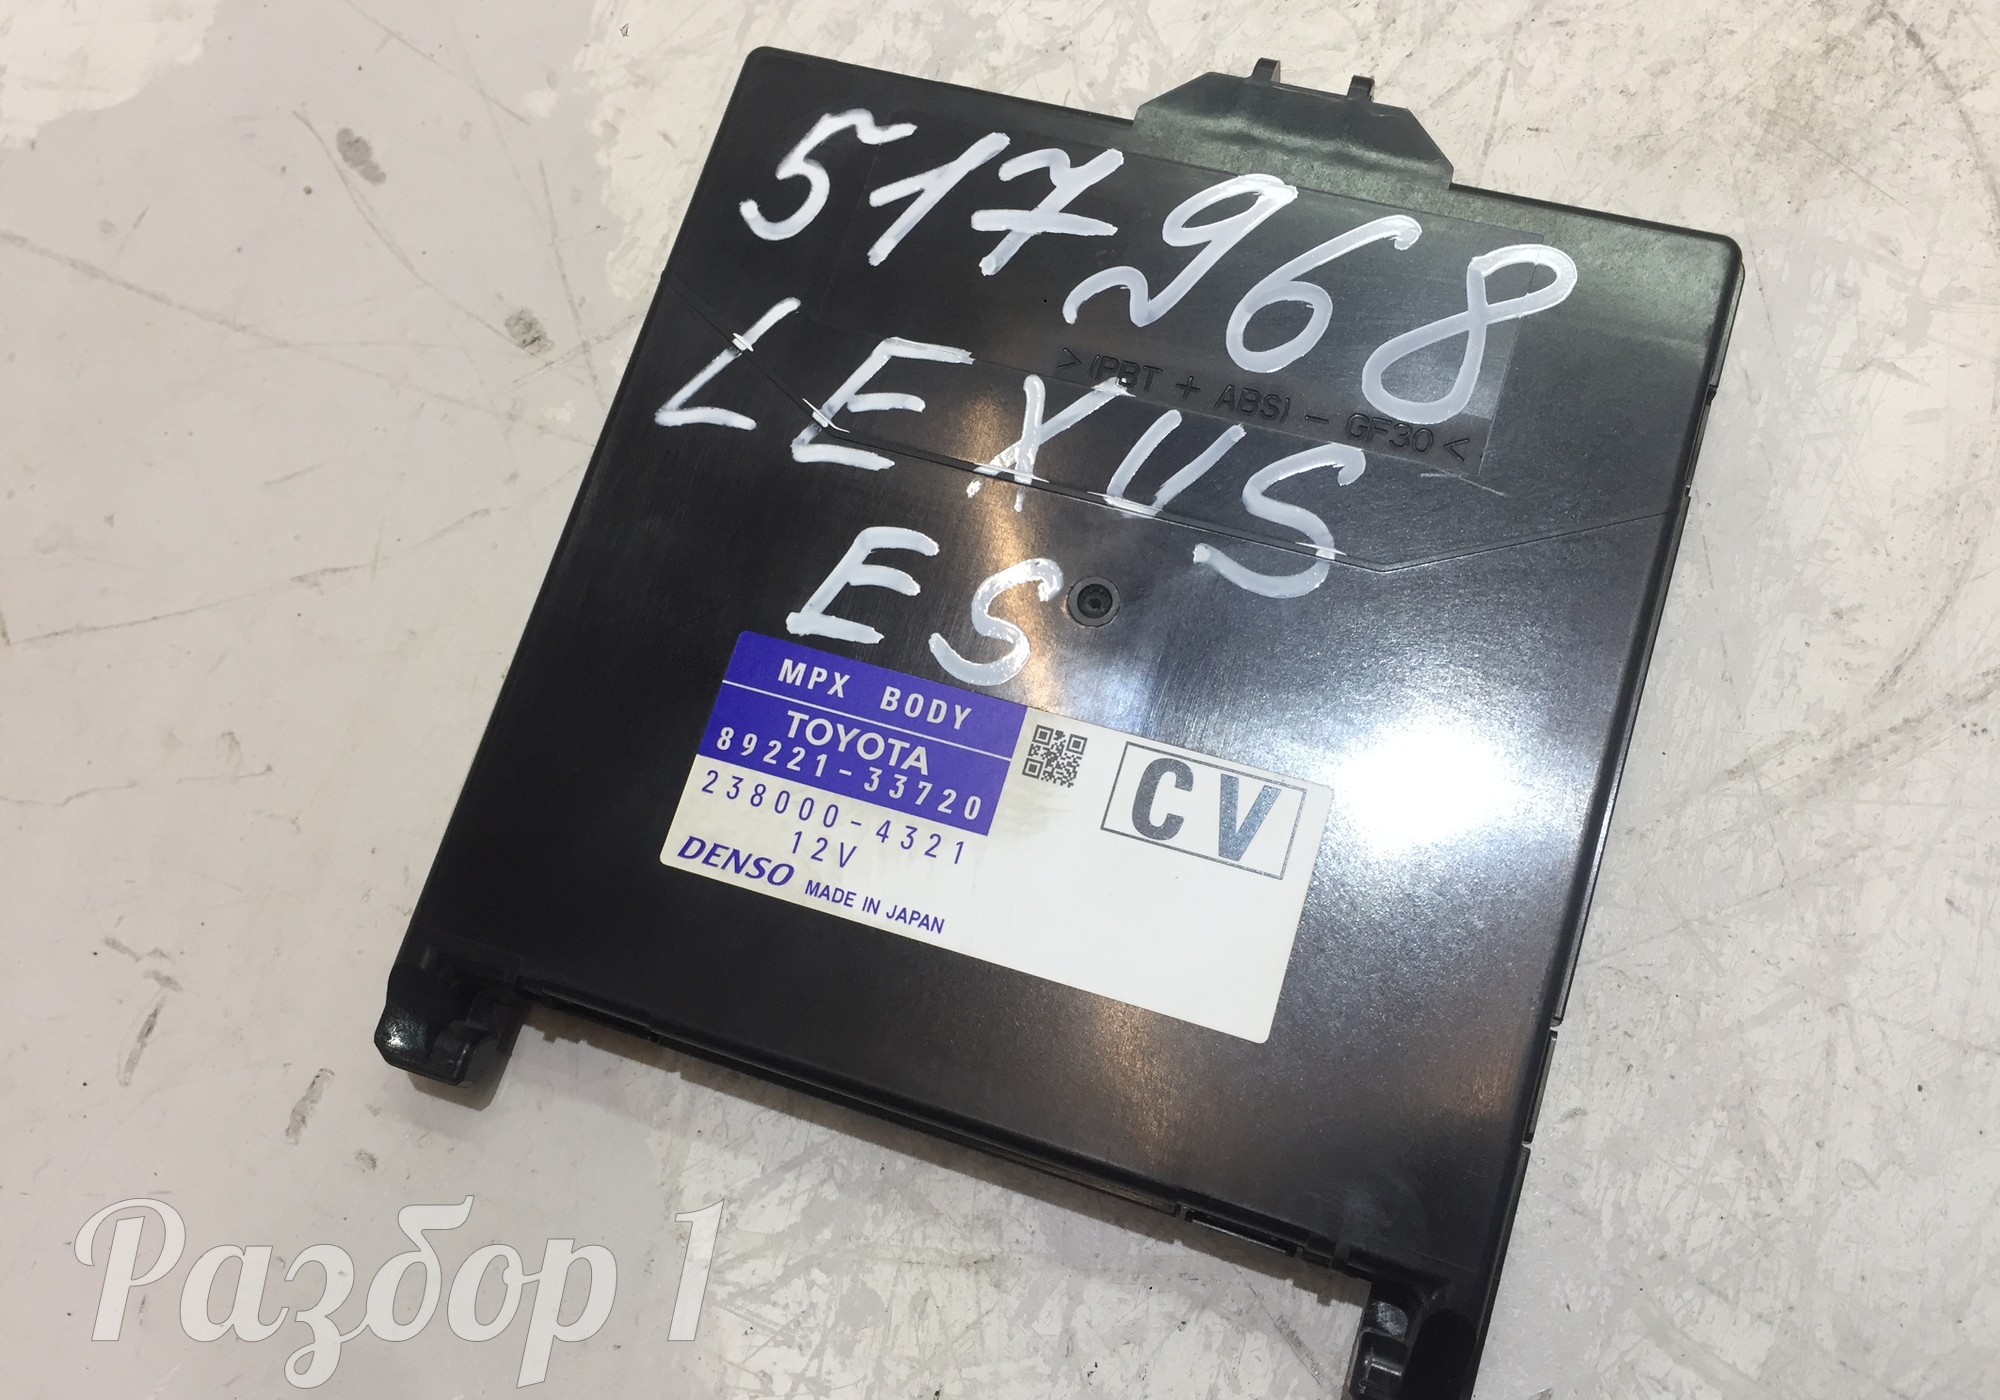 517968
>(PBT + ABS)-GF30<
LEXUS
ES
MPX BODY
TOYOTA
89221-33720
238000-4321
12V
DENSO MADE IN JAPAN
CV
Разбор 1